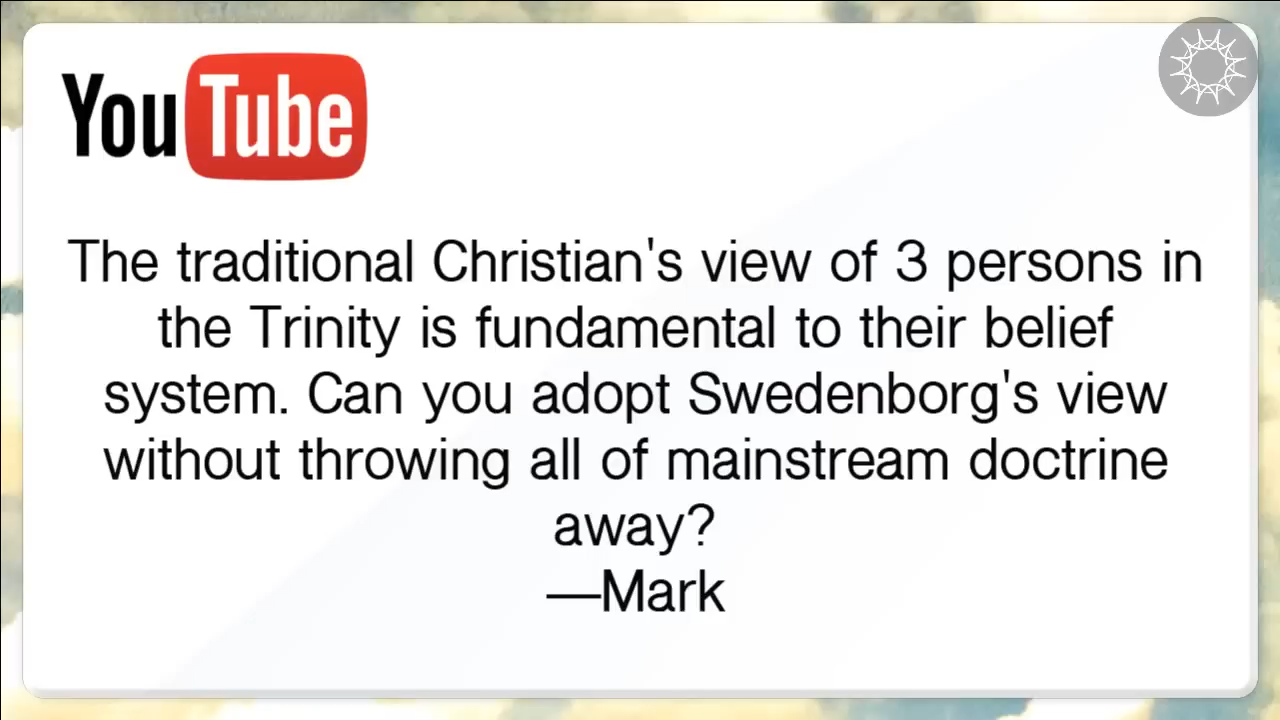 YouTube
The traditional Christian's view of 3 persons in
the Trinity is fundamental to their belief
system. Can you adopt Swedenborg's view
without throwing all of mainstream doctrine
away?
—Mark